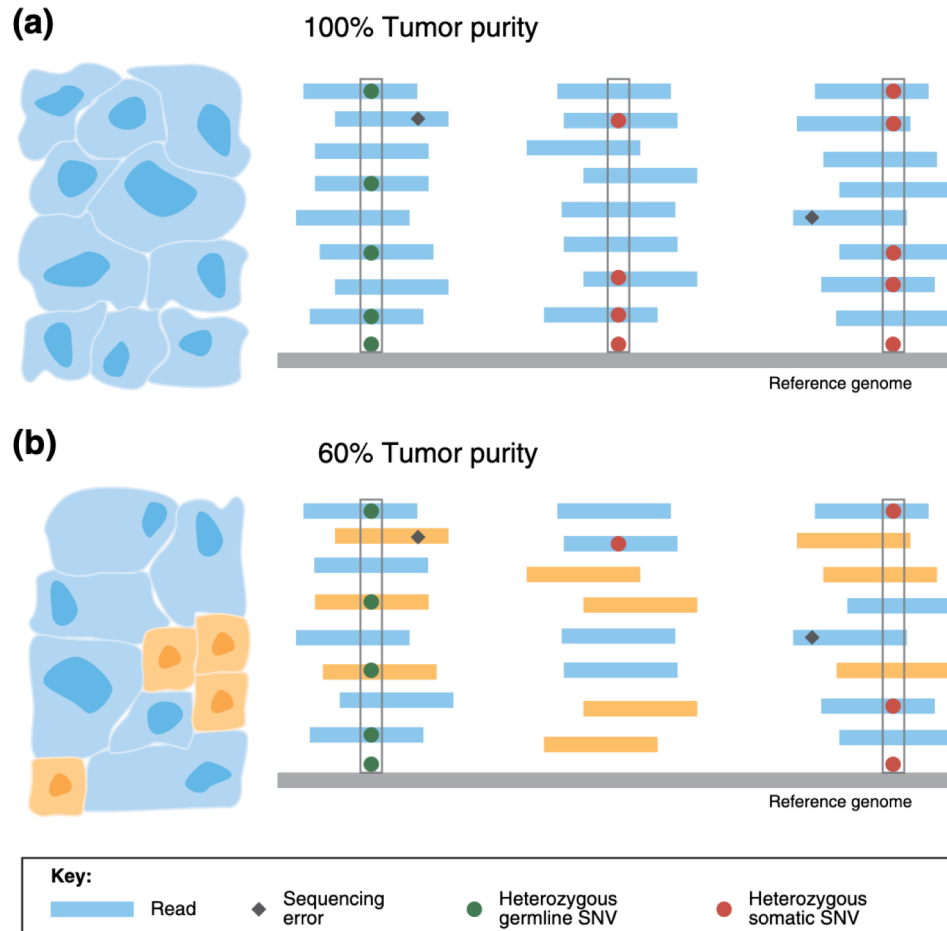 (a)
100% Tumor purity
Reference genome
(b)
60% Tumor purity
Reference genome
Key:
Read
Sequencing
error
Heterozygous
germline SNV
Heterozygous
somatic SNV